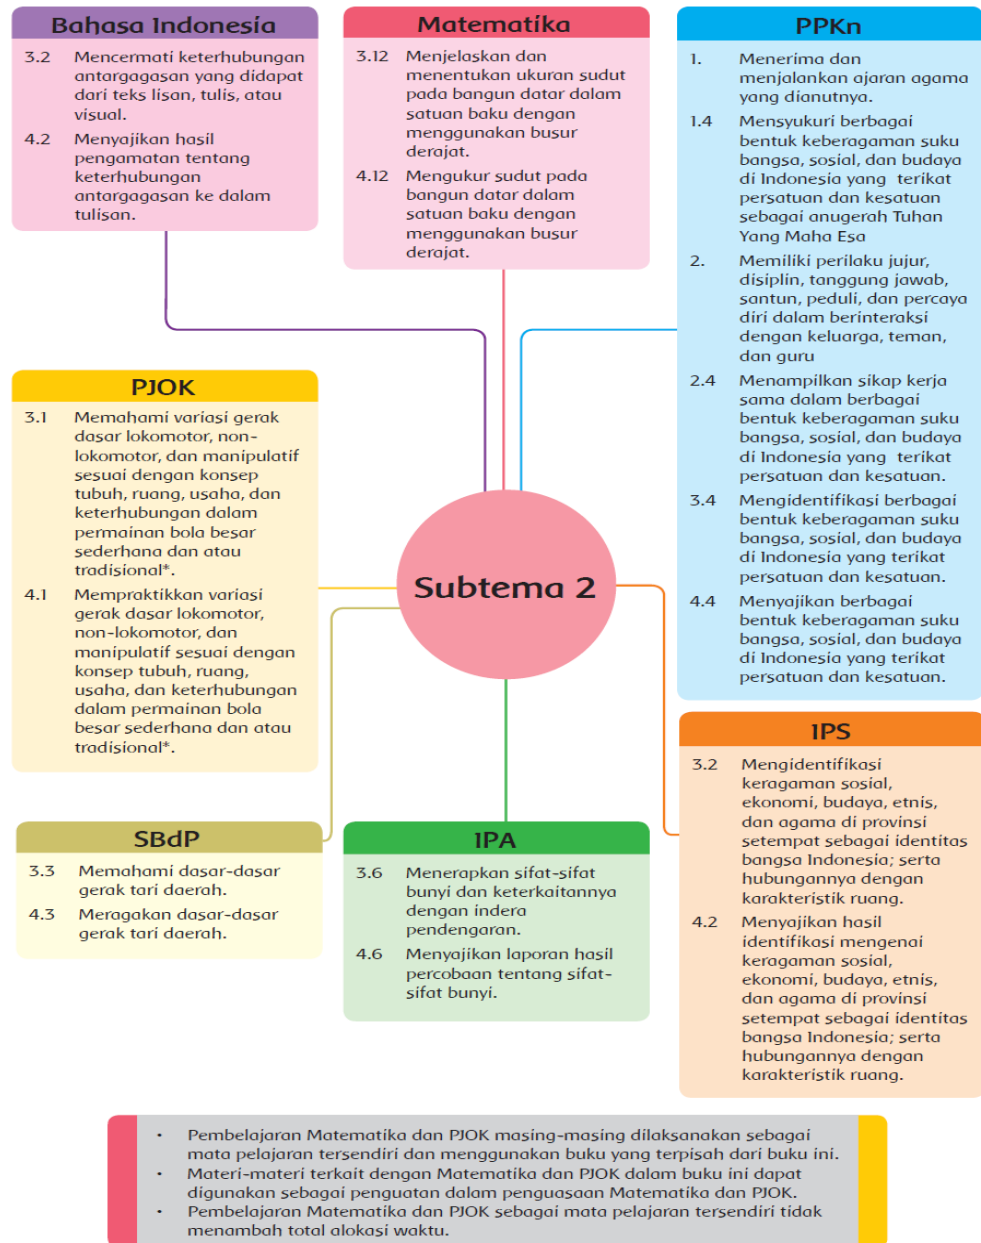 Bahasa Indonesia
3.2 Mencermati keterhubungan
antargagasan yang didapat
dari teks lisan, tulis, atau
visual.
4.2 Menyajikan hasil
pengamatan tentang
keterhubungan
antargagasan ke dalam
tulisan.
Matematika
3.12 Menjelaskan dan
menentukan ukuran sudut
pada bangun datar dalam
satuan baku dengan
menggunakan busur
derajat.
4.12 Mengukur sudut pada
bangun datar dalam
satuan baku dengan
menggunakan busur
derajat.
PPKn
1. Menerima dan
menjalankan ajaran agama
yang dianutnya.
1.4 Mensyukuri berbagai
bentuk keberagaman suku
bangsa, sosial, dan budaya
di Indonesia yang terikat
persatuan dan kesatuan
sebagai anugerah Tuhan
Yang Maha Esa
2. Memiliki perilaku jujur,
disiplin, tanggung jawab,
santun, peduli, dan percaya
diri dalam berinteraksi
dengan keluarga, teman,
dan guru
2.4 Menampilkan sikap kerja
sama dalam berbagai
bentuk keberagaman suku
bangsa, sosial, dan budaya
di Indonesia yang terikat
persatuan dan kesatuan.
3.4 Mengidentifikasi berbagai
bentuk keberagaman suku
bangsa, sosial, dan budaya
di Indonesia yang terikat
persatuan dan kesatuan.
4.4 Menyajikan berbagai
bentuk keberagaman suku
bangsa, sosial, dan budaya
di Indonesia yang terikat
persatuan dan kesatuan.
PJOK
3.1 Memahami variasi gerak
dasar lokomotor, non-
lokomotor, dan manipulatif
sesuai dengan konsep
tubuh, ruang, usaha, dan
keterhubungan dalam
permainan bola besar
sederhana dan atau
tradisional*.
4.1 Mempraktikkan variasi
gerak dasar lokomotor,
non-lokomotor, dan
manipulatif sesuai dengan
konsep tubuh, ruang,
usaha, dan keterhubungan
dalam permainan bola
besar sederhana dan atau
tradisional*.
Subtema 2
IPS
3.2 Mengidentifikasi
keragaman sosial,
ekonomi, budaya, etnis,
dan agama di provinsi
setempat sebagai identitas
bangsa Indonesia; serta
hubungannya dengan
karakteristik ruang.
4.2 Menyajikan hasil
identifikasi mengenai
keragaman sosial,
ekonomi, budaya, etnis,
dan agama di provinsi
setempat sebagai identitas
bangsa Indonesia; serta
hubungannya dengan
karakteristik ruang.
SBdP
3.3 Memahami dasar-dasar
gerak tari daerah.
4.3 Meragakan dasar-dasar
gerak tari daerah.
IPA
3.6 Menerapkan sifat-sifat
bunyi dan keterkaitannya
dengan indera
pendengaran.
4.6 Menyajikan laporan hasil
percobaan tentang sifat-
sifat bunyi.
• Pembelajaran Matematika dan PJOK masing-masing dilaksanakan sebagai
mata pelajaran tersendiri dan menggunakan buku yang terpisah dari buku ini.
• Materi-materi terkait dengan Matematika dan PJOK dalam buku ini dapat
digunakan sebagai penguatan dalam penguasaan Matematika dan PJOK.
• Pembelajaran Matematika dan PJOK sebagai mata pelajaran tersendiri tidak
menambah total alokasi waktu.